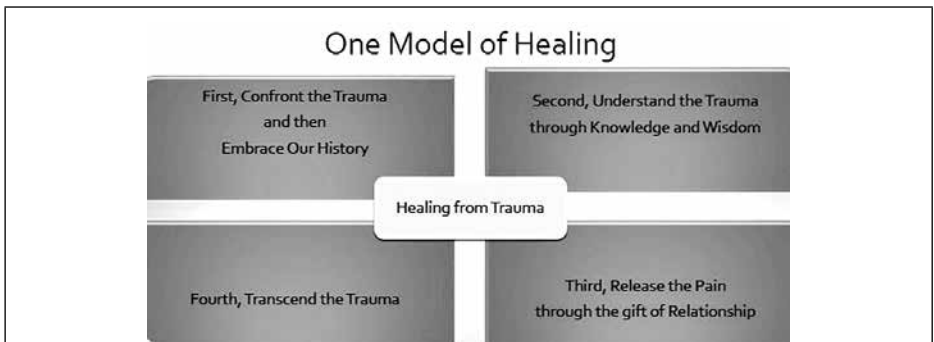 One Model of Healing
First, Confront the Trauma
and then
Embrace Our History
Second, Understand the Trauma
through Knowledge and Wisdom
Healing from Trauma
Fourth, Transcend the Trauma
Third, Release the Pain
through the gift of Relationship